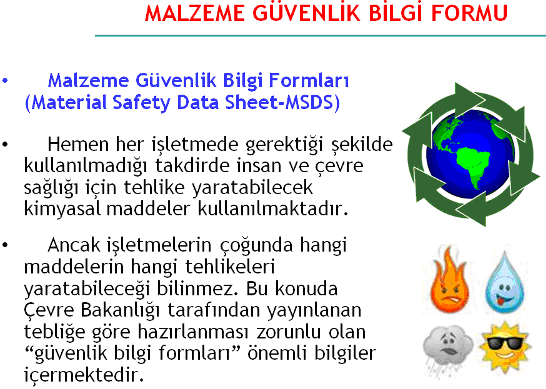 MALZEME GÜVENLİK BİLGİ FORMU
• Malzeme Güvenlik Bilgi Formları
(Material Safety Data Sheet-MSDS)
• Hemen her işletmede gerektiği şekilde
kullanılmadığı takdirde insan ve çevre
sağlığı için tehlike yaratabilecek
kimyasal maddeler kullanılmaktadır.
• Ancak işletmelerin çoğunda hangi
maddelerin hangi tehlikeleri
yaratabileceği bilinmez. Bu konuda
Çevre Bakanlığı tarafından yayınlanan
tebliğe göre hazırlanması zorunlu olan
“güvenlik bilgi formları” önemli bilgiler
içermektedir.